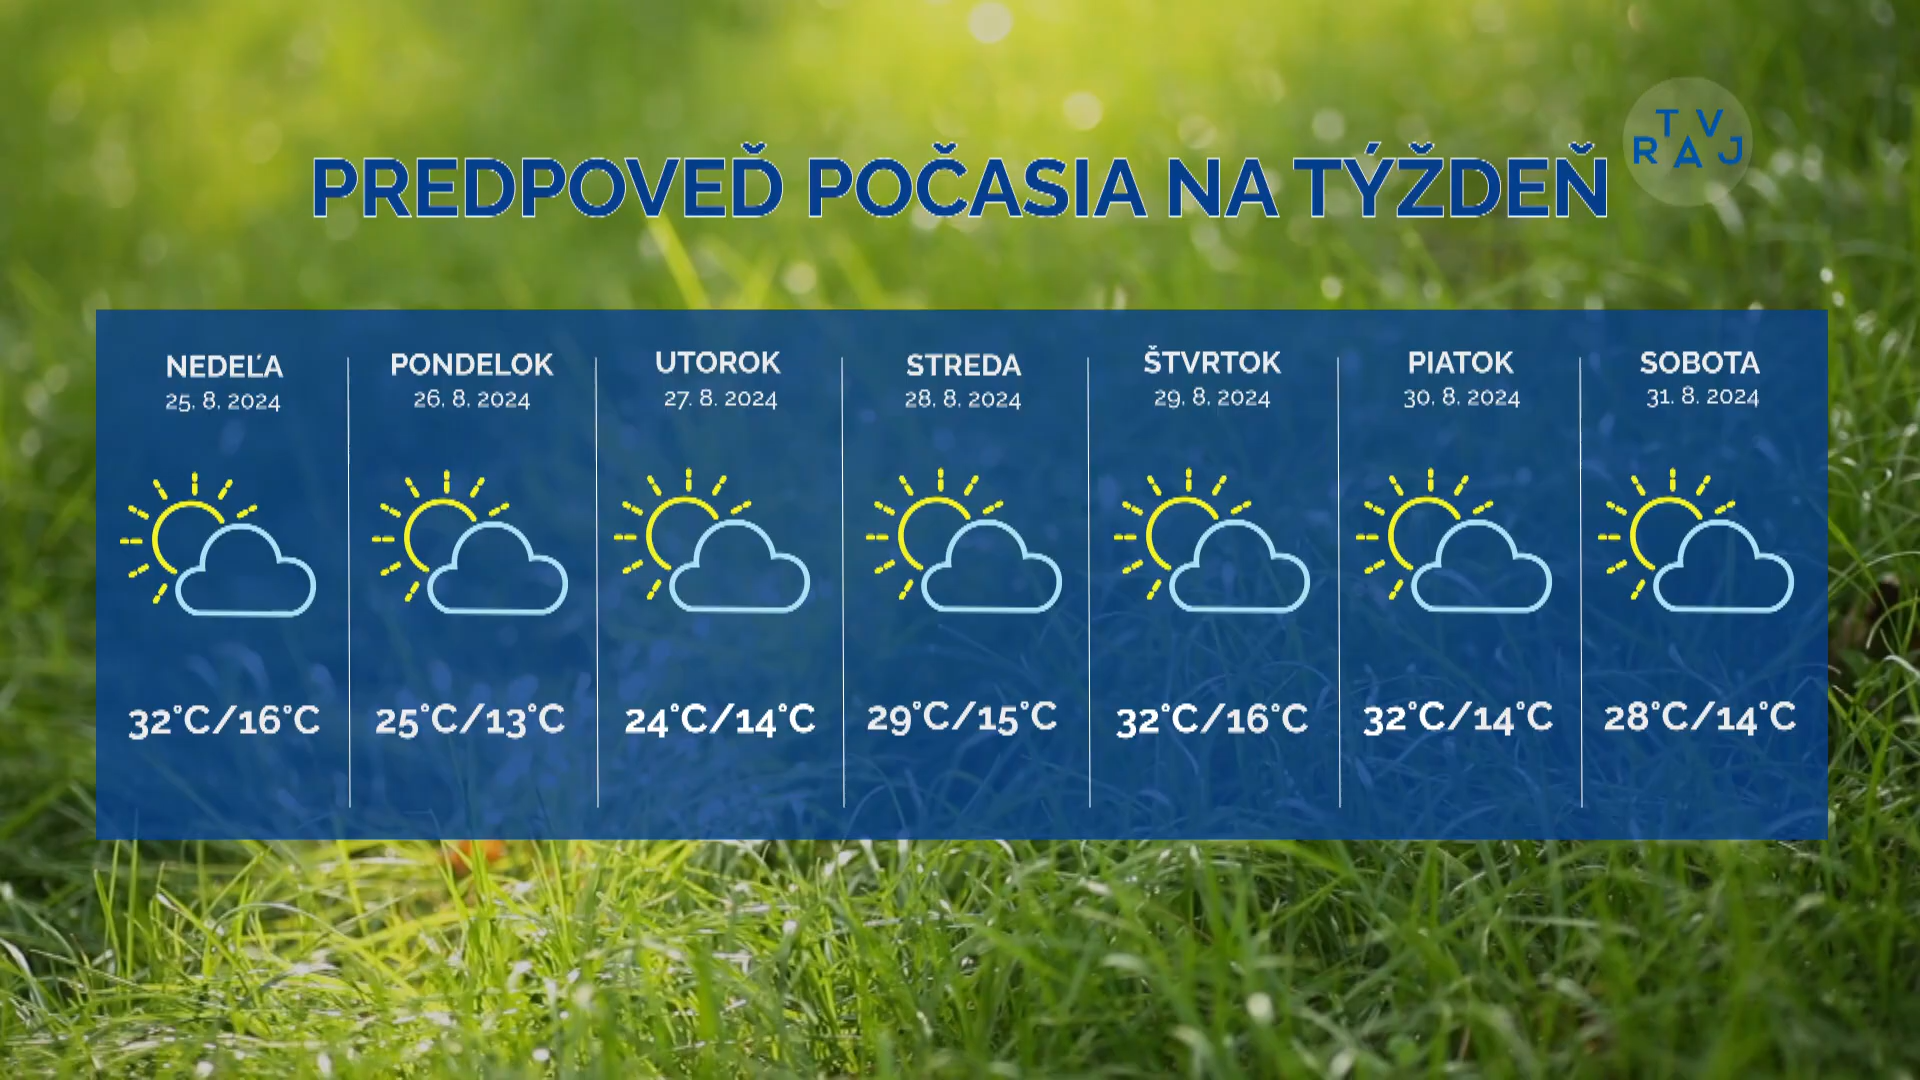 TV
RAJ
PREDPOVEĎ POČASIA NA TÝŽDEŇ
NEDEĽA
25. 8. 2024
32°C/16°C
PONDELOK
26. 8. 2024
25°C/13°C
UTOROK
27. 8. 2024
24°C/14°C
STREDA
28. 8. 2024
29°C/15°C
ŠTVRTOK
29. 8. 2024
32°C/16°C
PIATOK
30. 8. 2024
32°C/14°C
SOBOTA
31. 8. 2024
28°C/14°C